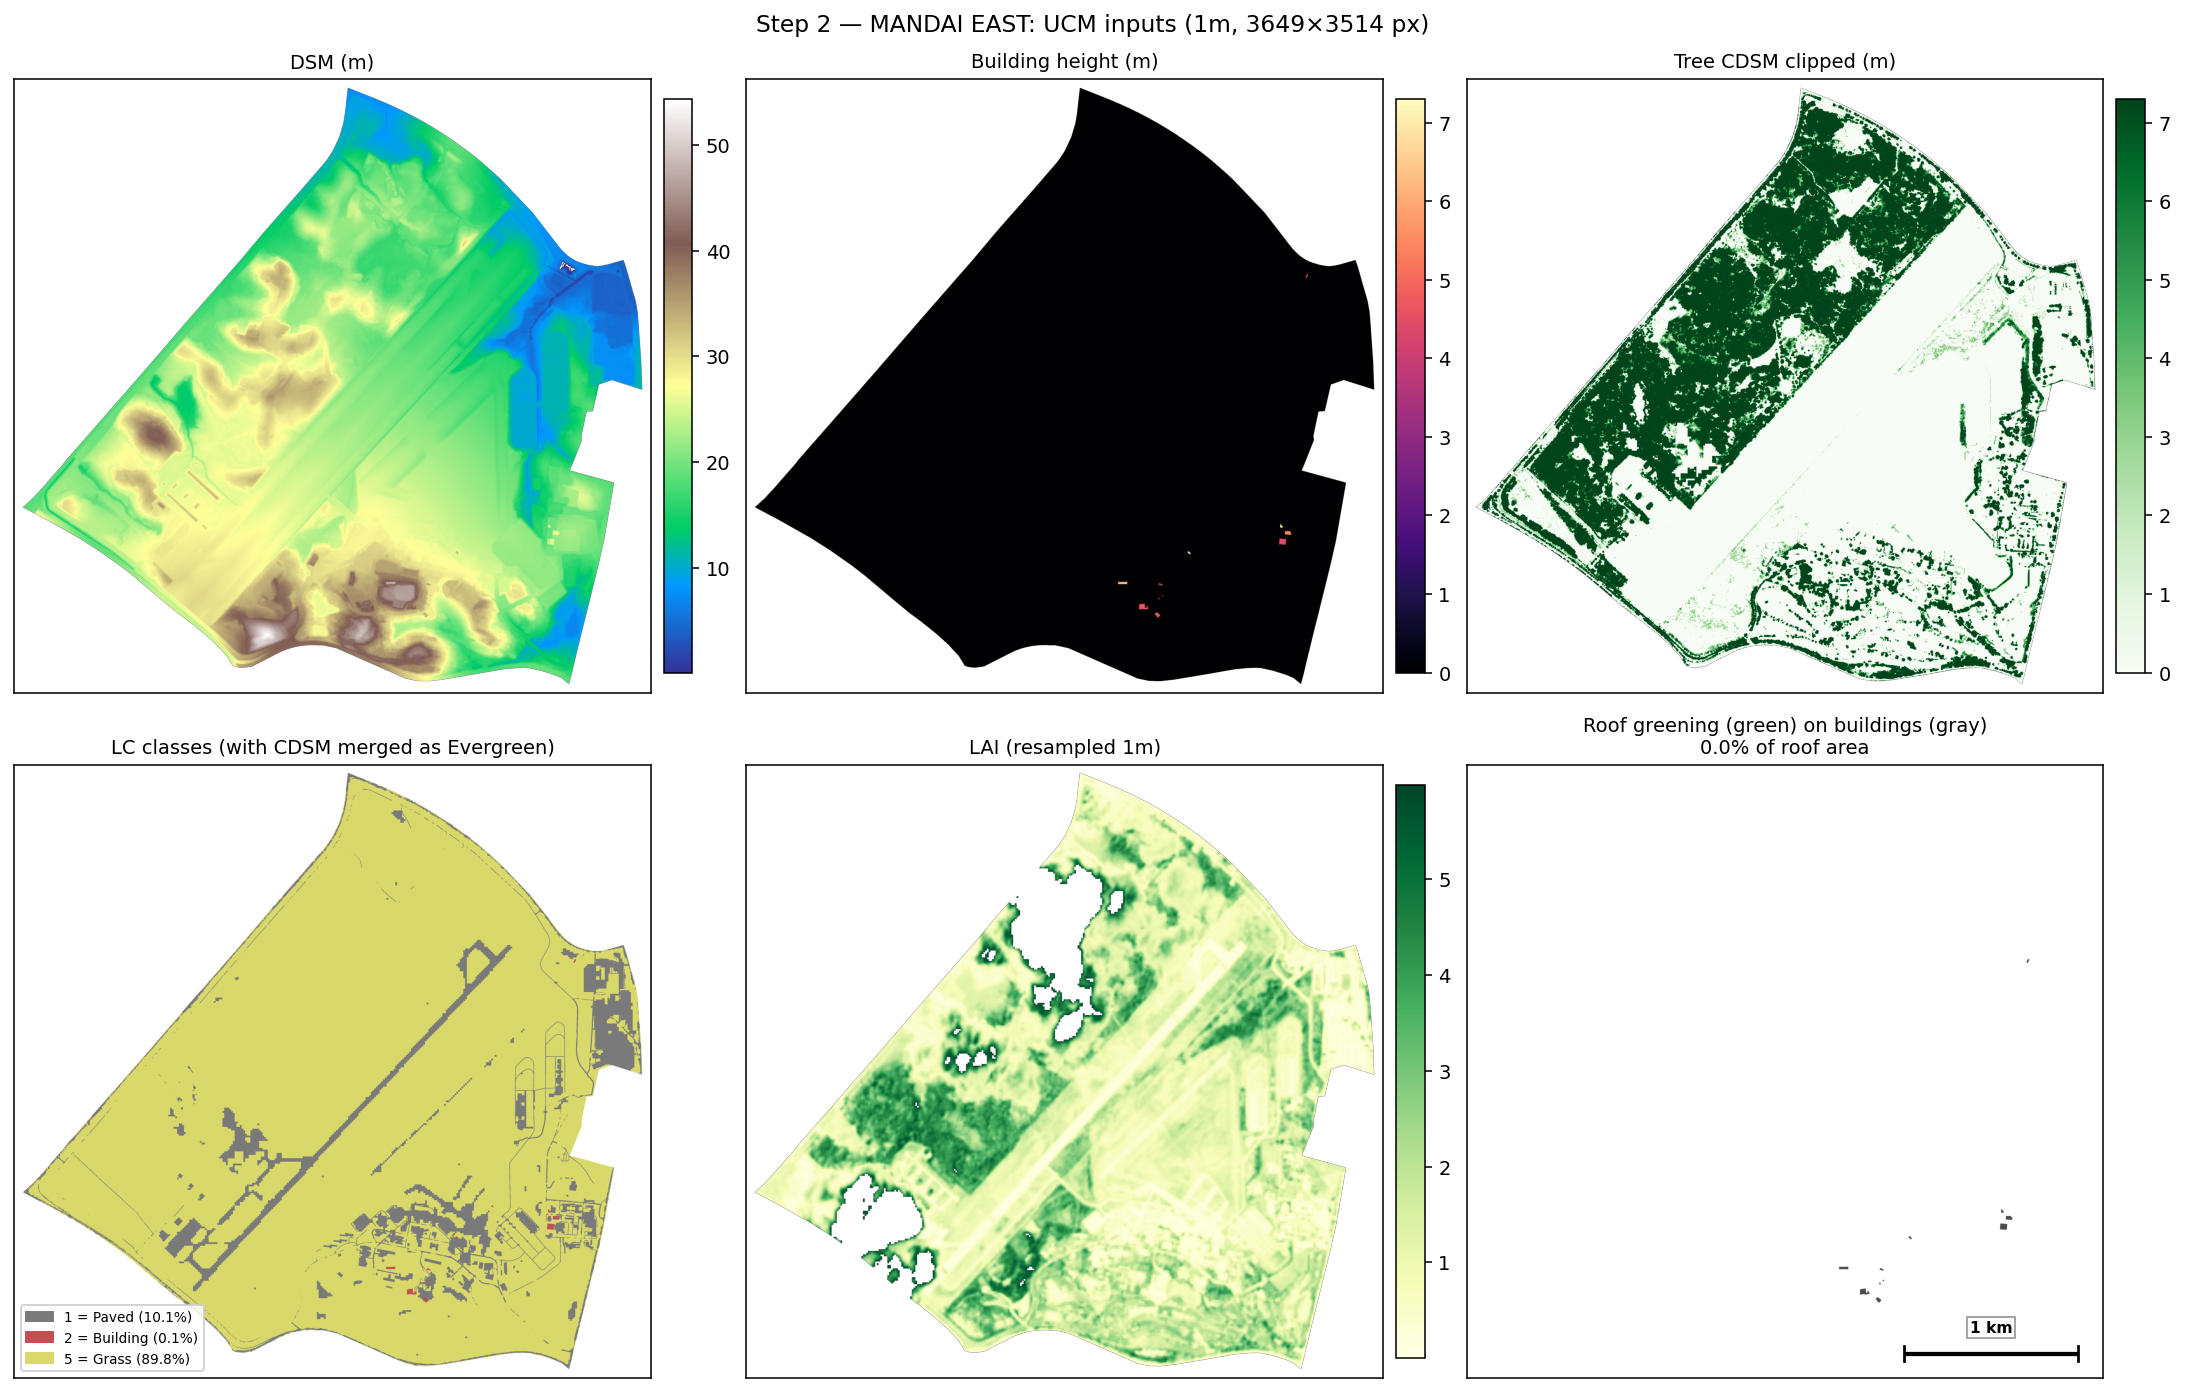 Step 2 — MANDAI EAST: UCM inputs (1m, 3649×3514 px)
DSM (m)
50
40
30
20
10
Building height (m)
7
6
5
4
3
2
1
0
Tree CDSM clipped (m)
7
6
5
4
3
2
1
0
LC classes (with CDSM merged as Evergreen)
1 = Paved (10.1%)
2 = Building (0.1%)
5 = Grass (89.8%)
LAI (resampled 1m)
5
4
3
2
1
Roof greening (green) on buildings (gray)
0.0% of roof area
1 km